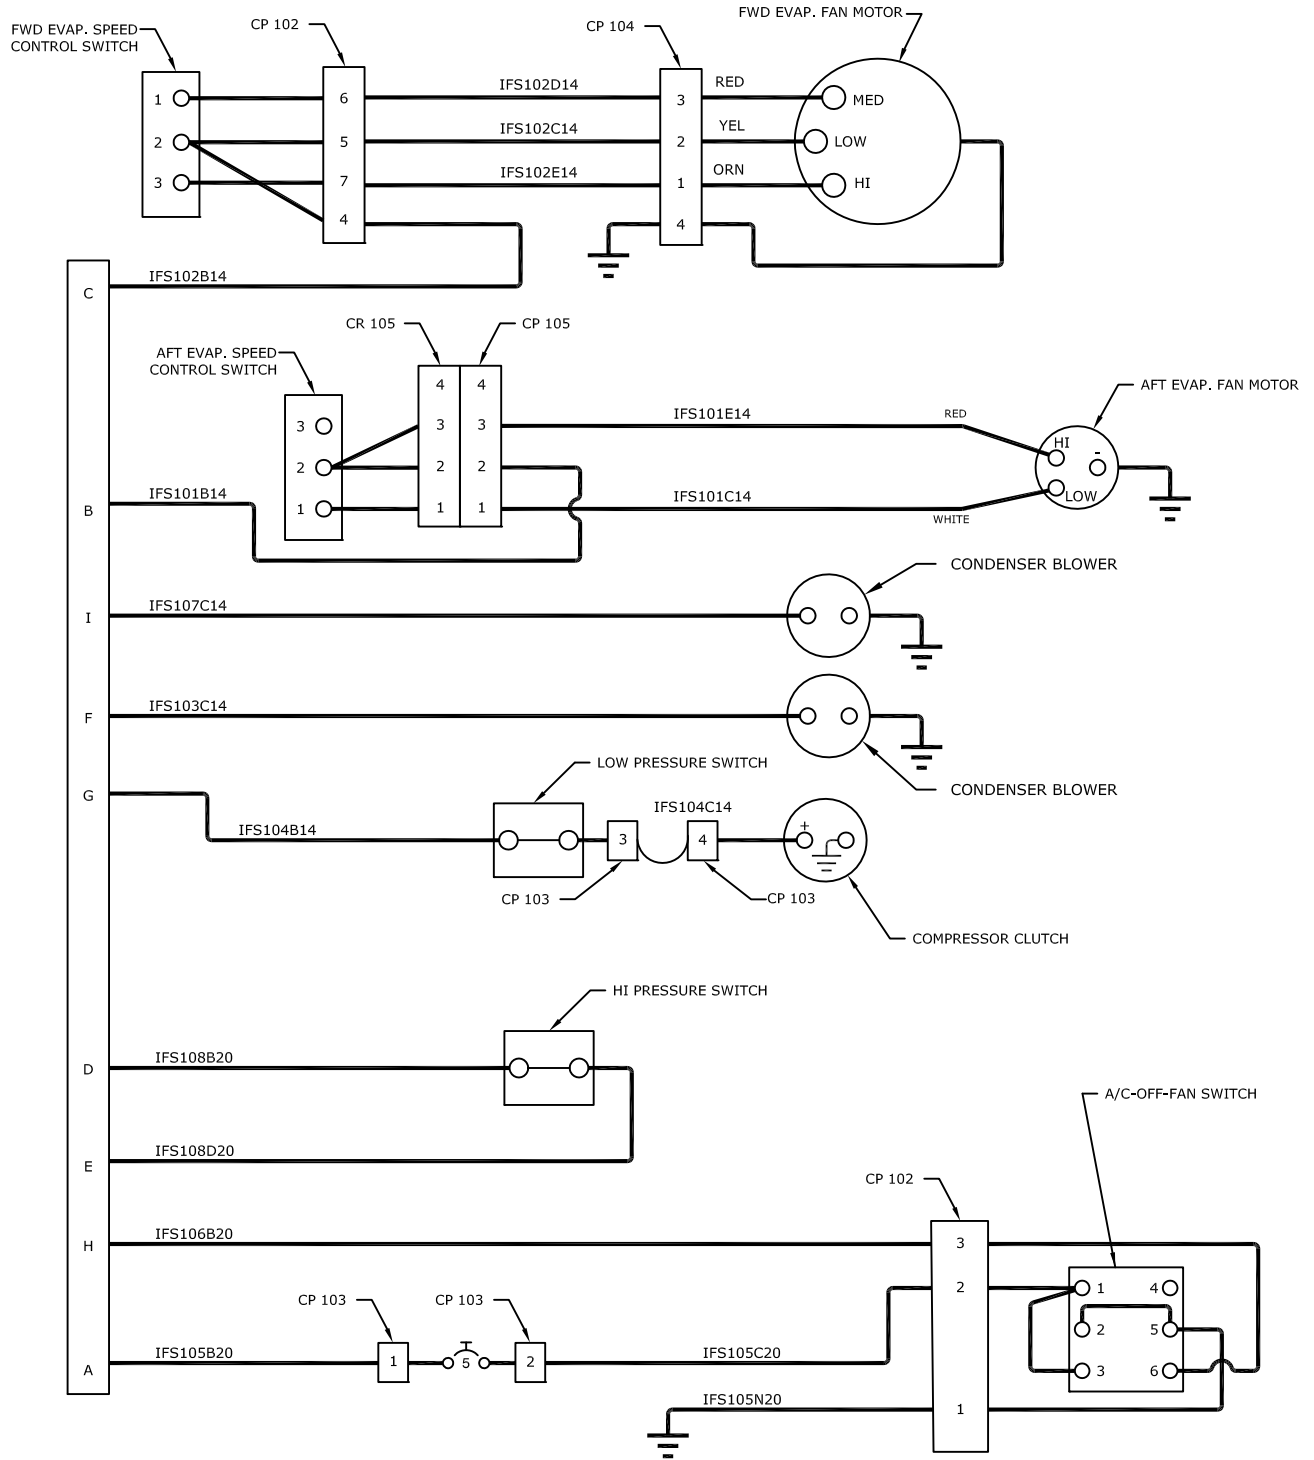 FWD EVAP. SPEED
CONTROL SWITCH
CP 102
CP 104
FWD EVAP. FAN MOTOR
1
6
IFS102D14
3
RED
MED
2
5
IFS102C14
2
YEL
LOW
3
7
IFS102E14
1
ORN
HI
4
4
C
IFS102B14
CR 105
CP 105
AFT EVAP. SPEED
CONTROL SWITCH
AFT EVAP. FAN MOTOR
4
4
3
3
3
IFS101E14
RED
HI
-
2
2
2
B
IFS101B14
1
1
1
IFS101C14
WHITE
LOW
CONDENSER BLOWER
I
IFS107C14
F
IFS103C14
CONDENSER BLOWER
LOW PRESSURE SWITCH
G
IFS104B14
3
IFS104C14
4
+
CP 103
CP 103
COMPRESSOR CLUTCH
HI PRESSURE SWITCH
D
IFS108B20
E
IFS108D20
A/C-OFF-FAN SWITCH
CP 102
H
IFS106B20
3
2
1
4
2
5
3
6
CP 103
CP 103
A
IFS105B20
1
5
2
IFS105C20
IFS105N20
1